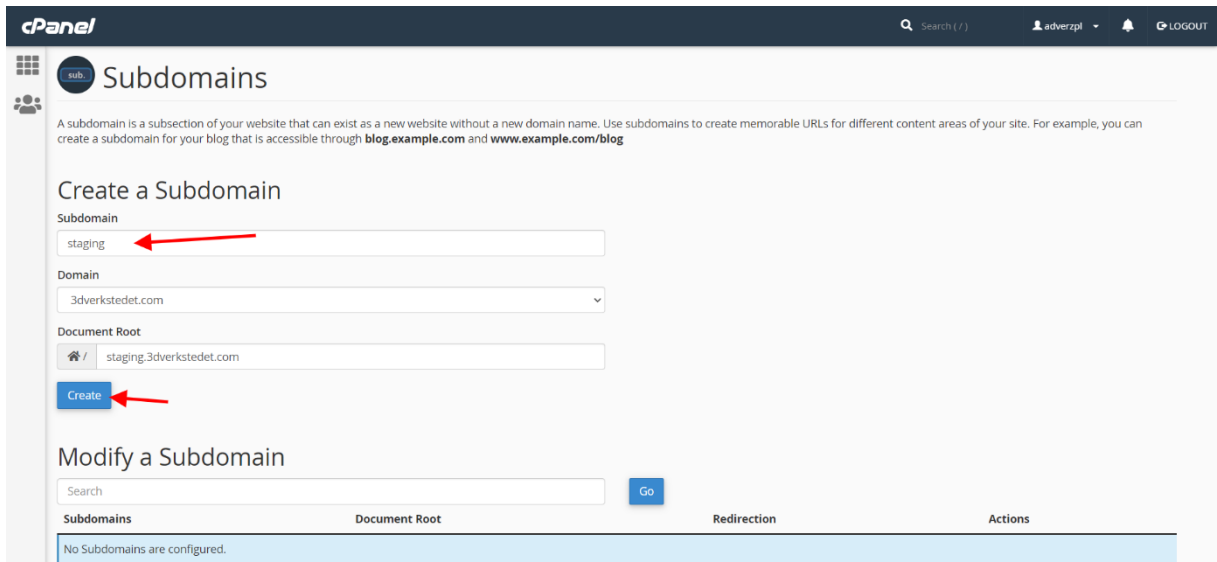 cPanel
Search ( / )
adverzpl
LOGOUT
sub.
Subdomains
A subdomain is a subsection of your website that can exist as a new website without a new domain name. Use subdomains to create memorable URLs for different content areas of your site. For example, you can
create a subdomain for your blog that is accessible through blog.example.com and www.example.com/blog
Create a Subdomain
Subdomain
staging
Domain
3dverkstedet.com
Document Root
/ staging.3dverkstedet.com
Create
Modify a Subdomain
Search
Go
Subdomains Document Root Redirection Actions
No Subdomains are configured.